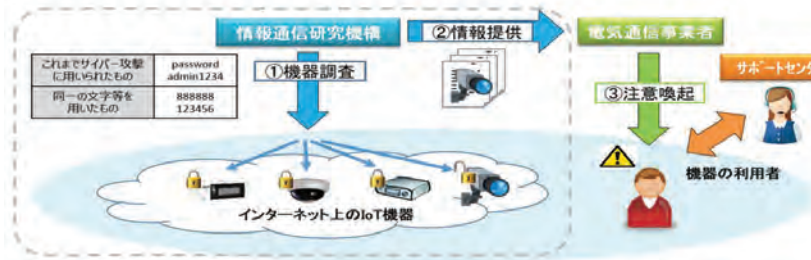 情報通信研究機構
②情報提供
電気通信事業者
これまでサイバー攻撃
に用いられたもの
password
admin1234
同一の文字等を
用いたもの
888888
123456
①機器調査
サポートセンタ
③注意喚起
機器の利用者
インターネット上のIoT機器